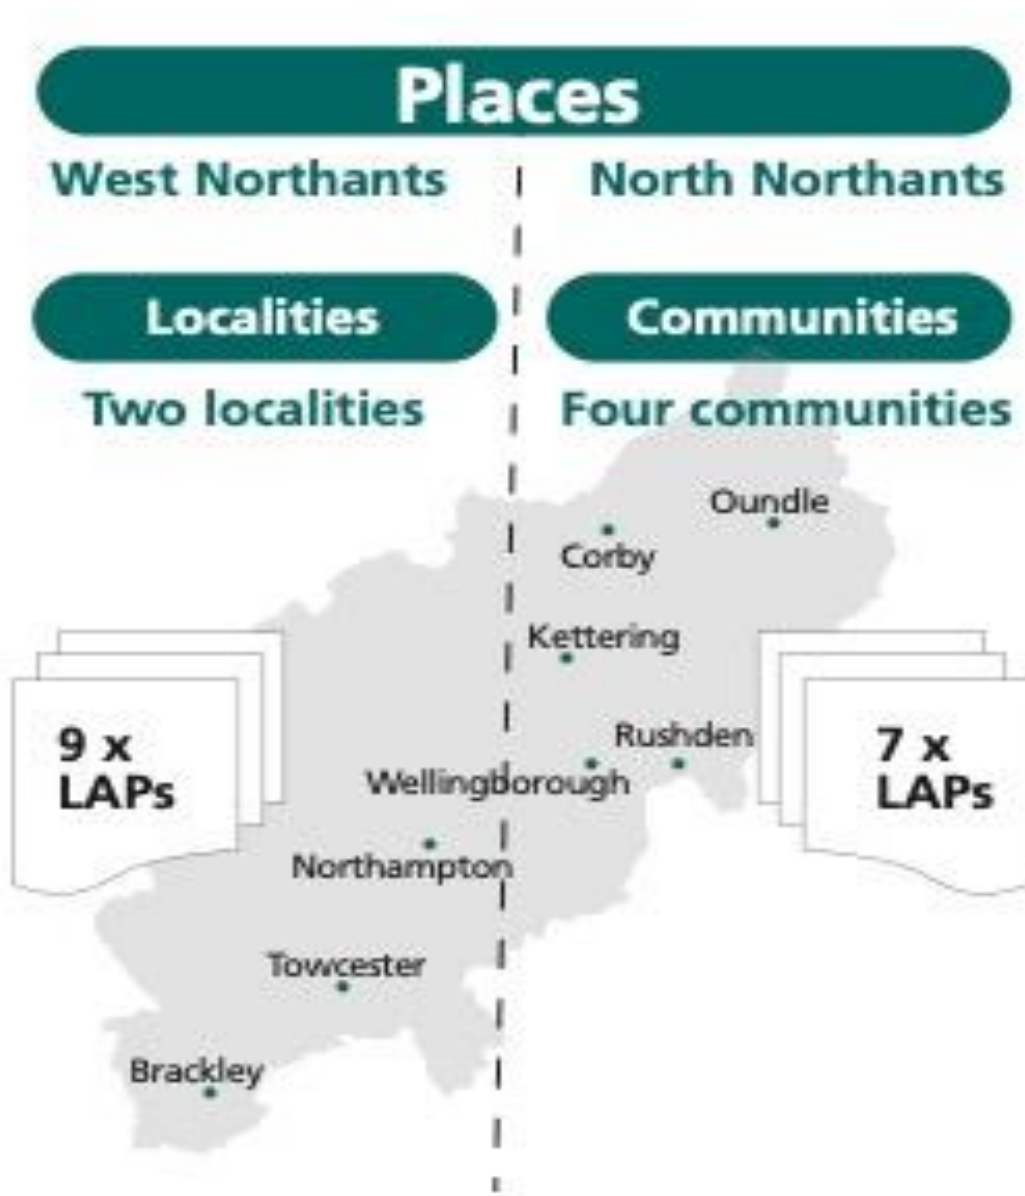 Places
West Northants
North Northants
Localities
Communities
Two localities
Four communities
Oundle
Corby
Kettering
9 x
LAPs
Rushden
7 x
LAPs
Wellingborough
Northampton
Towcester
Brackley